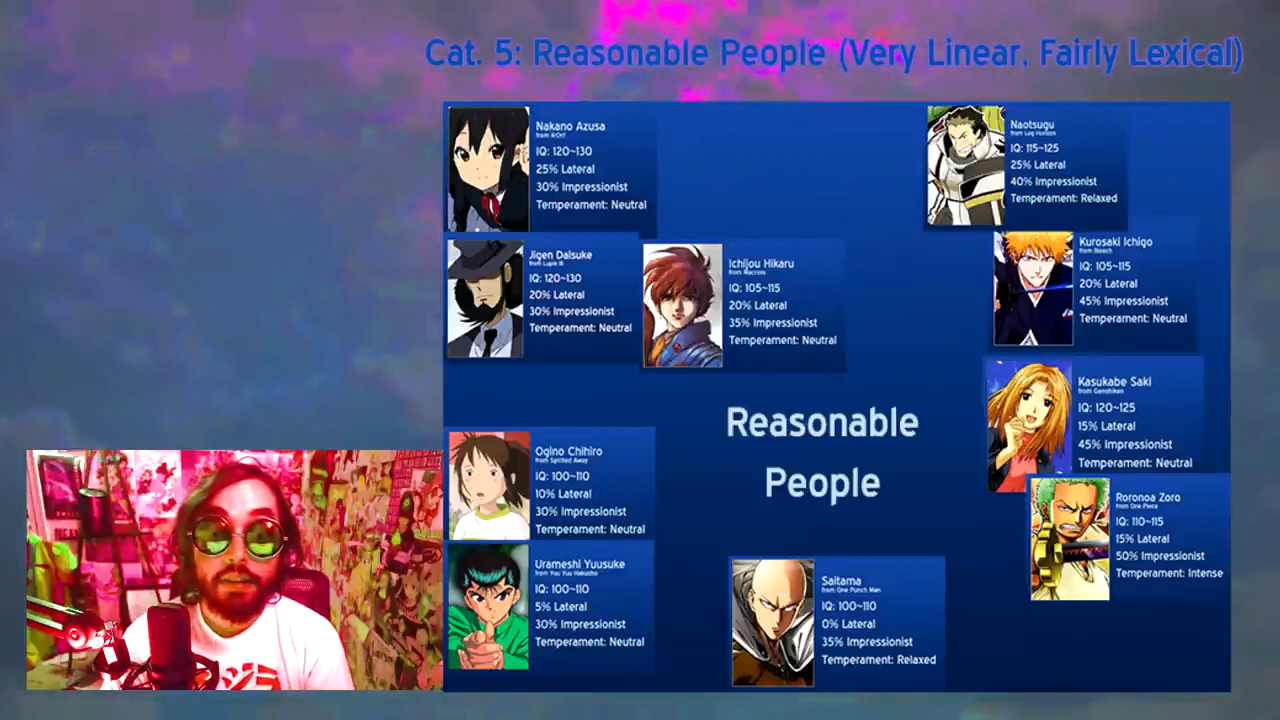 Cat. 5: Reasonable People (Very Linear, Fairly Lexical)
Nakano Azusa
from K-On!
IQ: 120~130
25% Lateral
30% Impressionist
Temperament: Neutral
Naotsugu
from Log Horizon
IQ: 115~125
25% Lateral
40% Impressionist
Temperament: Relaxed
Jigen Daisuke
from Lupin III
IQ: 120~130
20% Lateral
30% Impressionist
Temperament: Neutral
Ichijou Hikaru
from Macross
IQ: 105~115
20% Lateral
35% Impressionist
Temperament: Neutral
Kurosaki Ichigo
from Bleach
IQ: 105~115
20% Lateral
45% Impressionist
Temperament: Neutral
Kasukabe Saki
from Genshiken
IQ: 120~125
15% Lateral
45% Impressionist
Temperament: Neutral
Reasonable
People
Ogino Chihiro
from Spirited Away
IQ: 100~110
10% Lateral
30% Impressionist
Temperament: Neutral
Roronoa Zoro
from One Piece
IQ: 110~115
15% Lateral
50% Impressionist
Temperament: Intense
Urameshi Yuusuke
from Yuu Yuu Hakusho
IQ: 100~110
5% Lateral
30% Impressionist
Temperament: Neutral
Saitama
from One Punch Man
IQ: 100~110
0% Lateral
35% Impressionist
Temperament: Relaxed